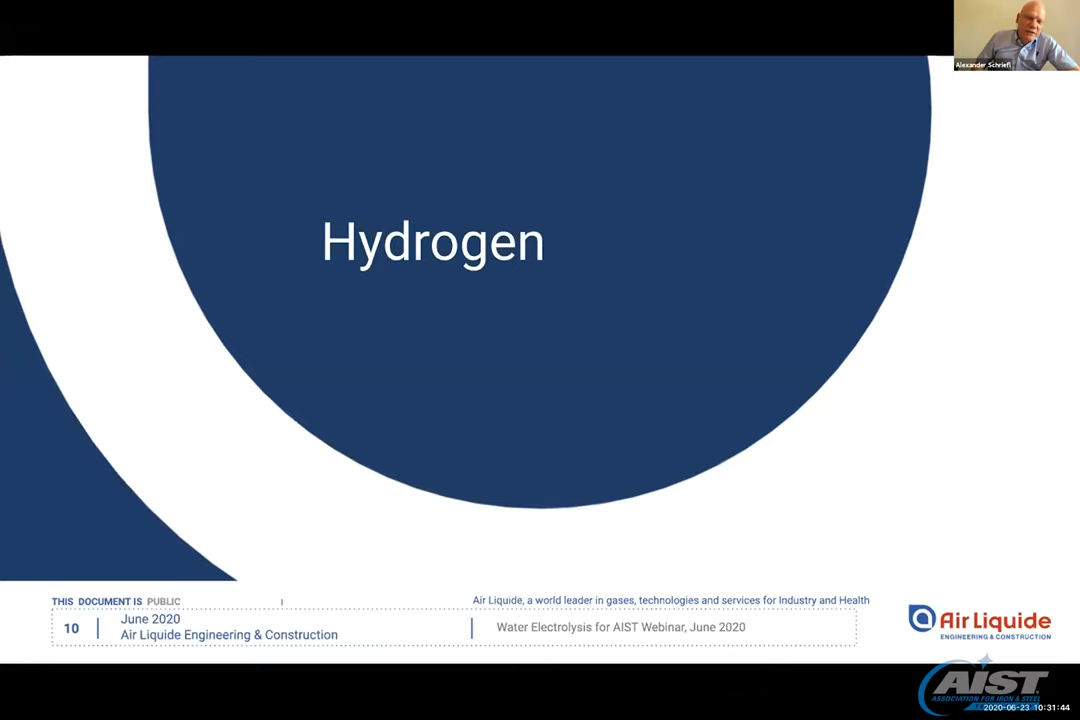 Alexander Schriefl
Hydrogen
THIS DOCUMENT IS PUBLIC
Air Liquide, a world leader in gases, technologies and services for Industry and Health
10
June 2020
Air Liquide Engineering & Construction
Water Electrolysis for AIST Webinar, June 2020
Air Liquide
ENGINEERING & CONSTRUCTION
AIST
ASSOCIATION FOR IRON & STEEL
2020-06-23 10:31:44